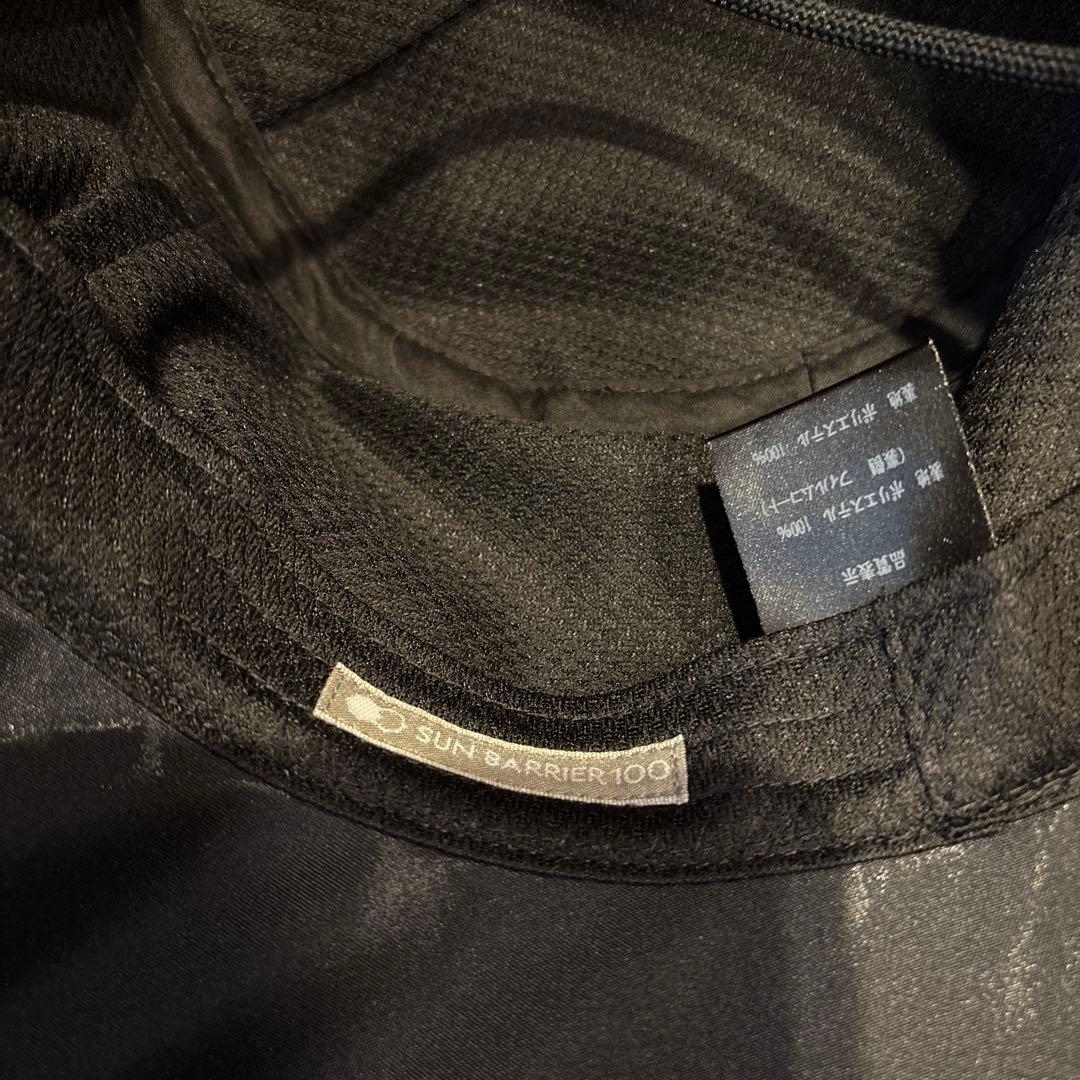 SUN BARRIER 100
品質表示
表地 ポリエステル 100%
(裏側 フィルムコート)
裏地 ポリエステル 100%